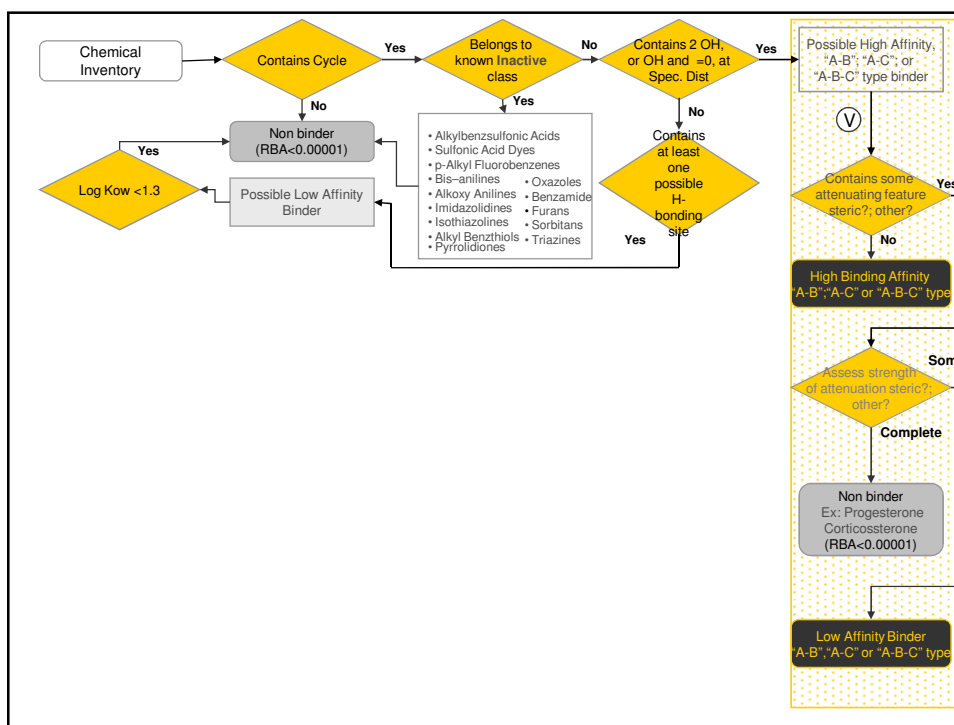 Chemical
Inventory
Contains Cycle
Yes
Belongs to
known Inactive
class
No
Contains 2 OH,
or OH and =0, at
Spec. Dist
Yes
Possible High Affinity,
“A-B”; “A-C”; or
“A-B-C” type binder
No
Yes
No
V
Non binder
(RBA<0.00001)
• Alkylbenzsulfonic Acids
• Sulfonic Acid Dyes
• p-Alkyl Fluorobenzenes
• Bis–anilines
• Alkoxy Anilines
• Imidazolidines
• Isothiazolines
• Alkyl Benzthiols
• Pyrrolidiones
• Oxazoles
• Benzamide
• Furans
• Sorbitans
• Triazines
Contains
at least
one
possible
H-
bonding
site
Yes
Yes
Log Kow <1.3
Possible Low Affinity
Binder
Contains some
attenuating feature
steric?; other?
Yes
No
High Binding Affinity
“A-B”;“A-C” or “A-B-C” type
Som
Assess strength
of attenuation steric?;
other?
Complete
Non binder
Ex: Progesterone
Corticossterone
(RBA<0.00001)
Low Affinity Binder
“A-B”,“A-C” or “A-B-C” type